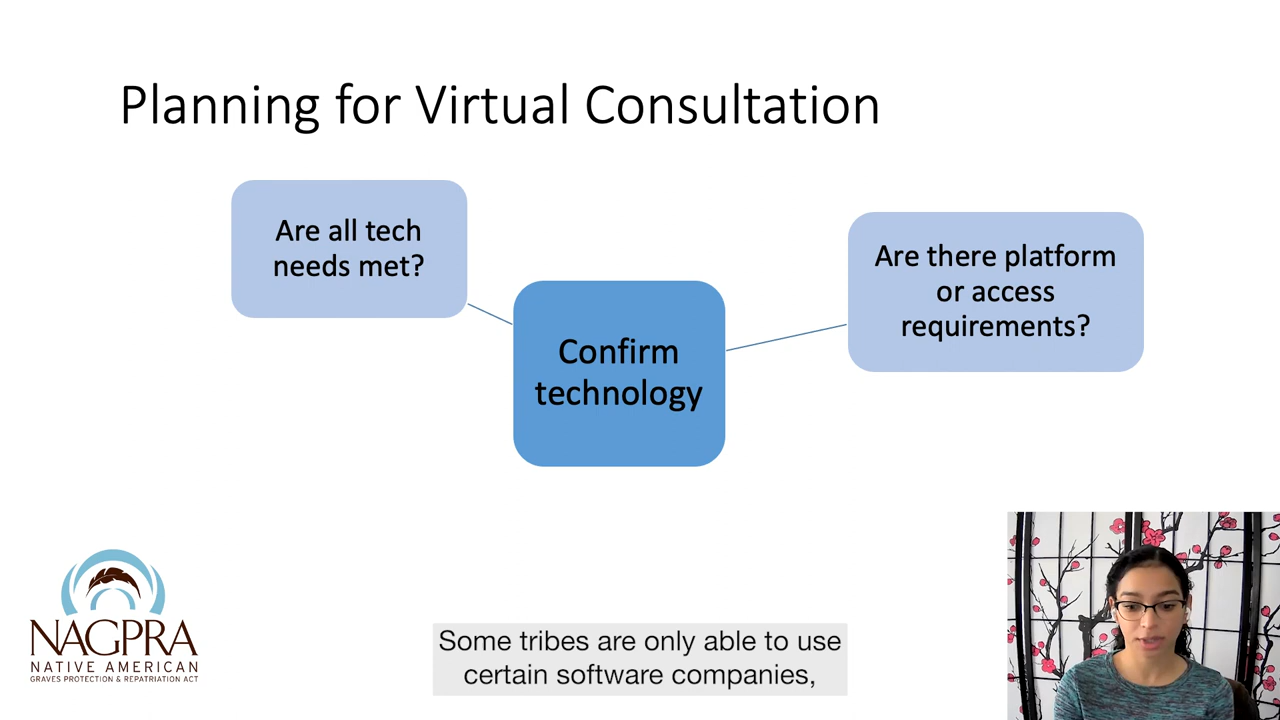 Planning for Virtual Consultation
Are all tech
needs met?
Are there platform
or access
requirements?
Confirm
technology
NAGPRA
NATIVE AMERICAN
GRAVES PROTECTION & REPATRIATION ACT
Some tribes are only able to use
certain software companies,